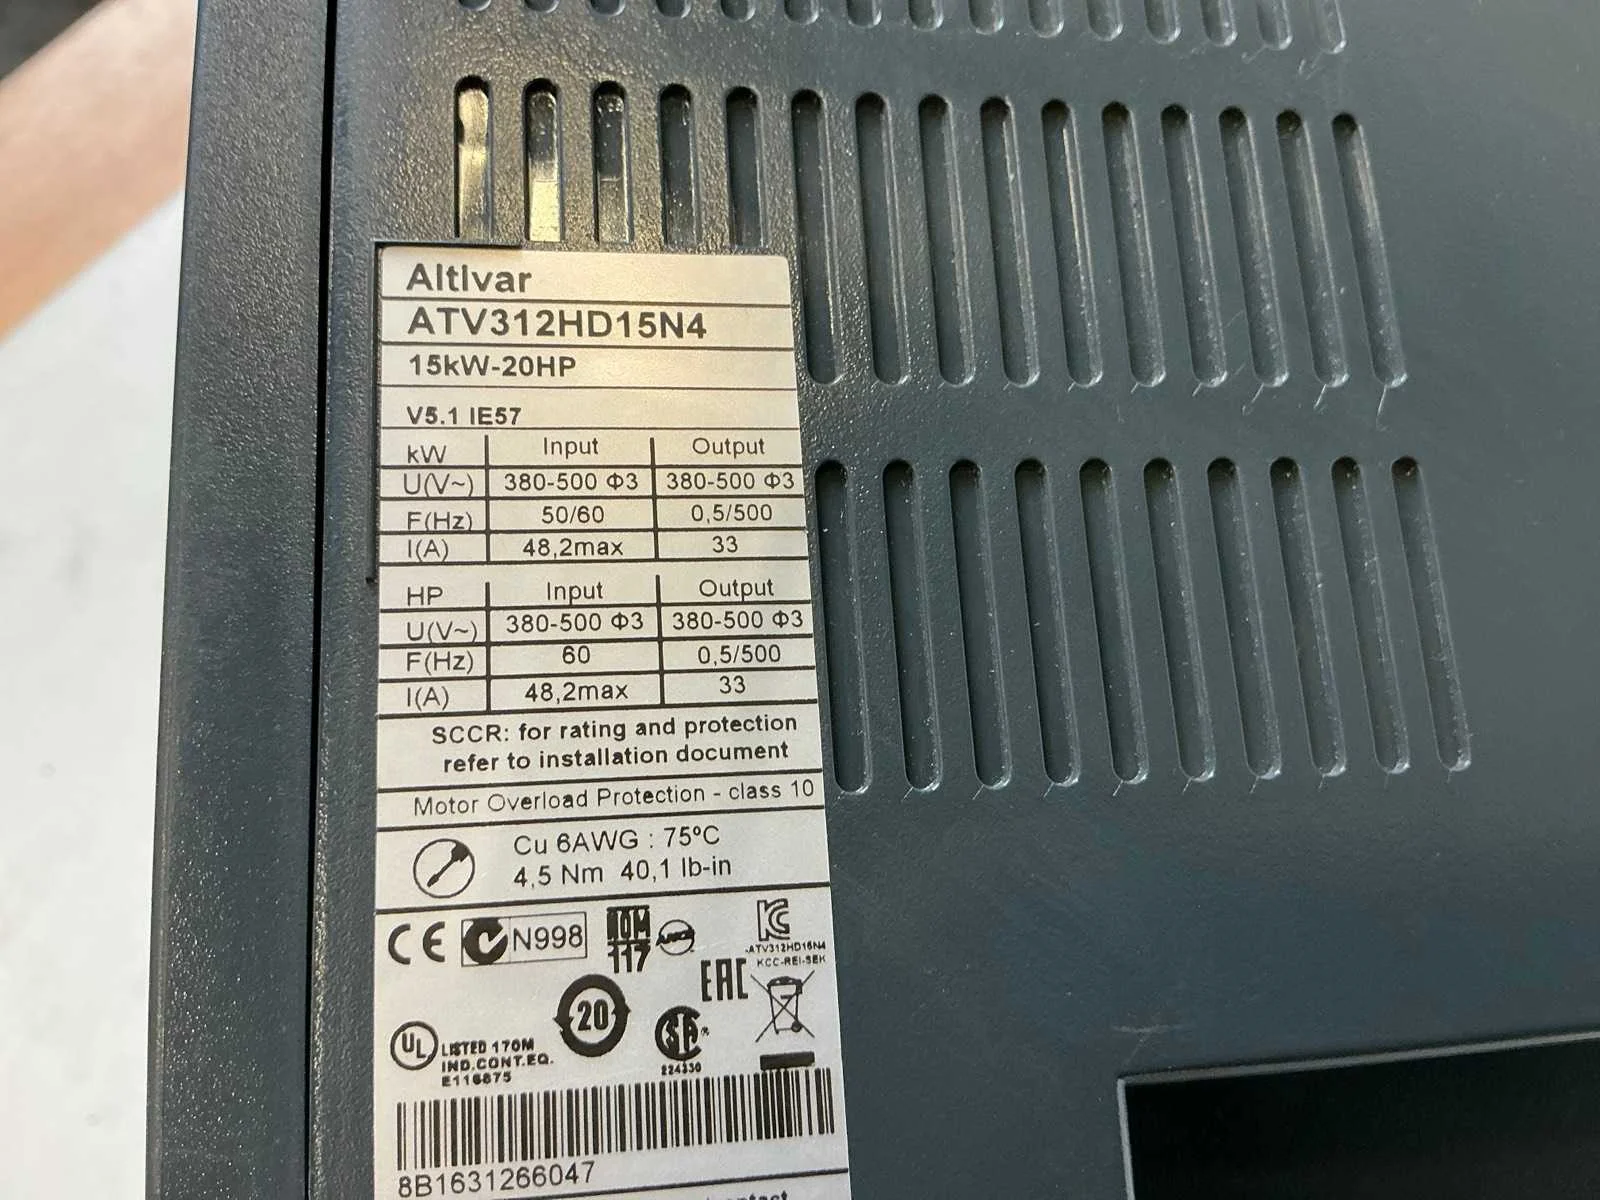 Altivar
ATV312HD15N4
15kW-20HP
V5.1 IE57
kW Input Output
U(V~) 380-500 Φ3 380-500 Φ3
F(Hz) 50/60 0,5/500
I(A) 48,2max 33
HP Input Output
U(V~) 380-500 Φ3 380-500 Φ3
F(Hz) 60 0,5/500
I(A) 48,2max 33
SCCR: for rating and protection
refer to installation document
Motor Overload Protection - class 10
Cu 6AWG : 75ºC
4,5 Nm 40,1 lb-in
CE N998
117
ATV312HD15N4
KCC-REI-SEK
EAC
20
UL LISTED 170M
IND.CONT.EQ.
E116875
SA
224330
8B1631266047